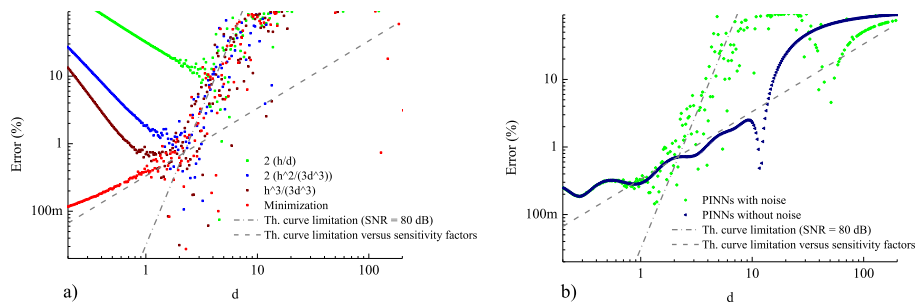 10
1
100m
Error (%)
1
10
100
d
a)
2 (h/d)
2 (h^2/(3d^3))
h^3/(3d^3)
Minimization
Th. curve limitation (SNR = 80 dB)
Th. curve limitation versus sensitivity factors
10
1
100m
Error (%)
1
10
100
d
b)
PINNs with noise
PINNs without noise
Th. curve limitation (SNR = 80 dB)
Th. curve limitation versus sensitivity factors